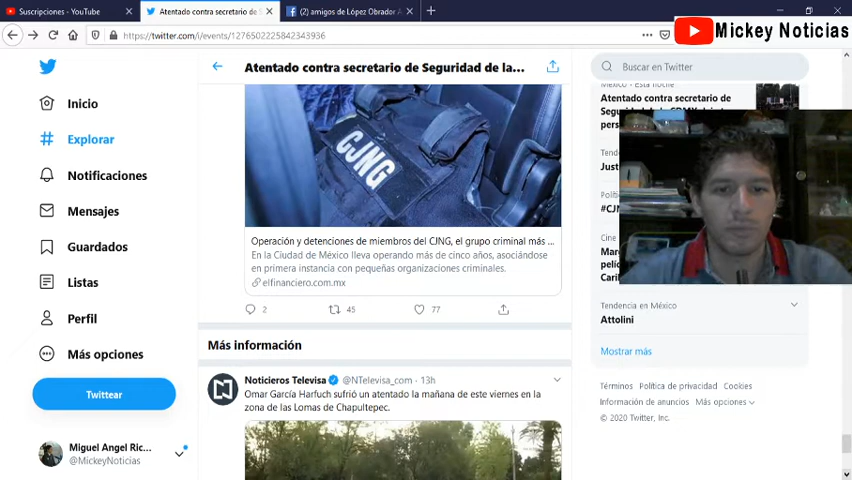 Suscripciones - YouTube
Atentado contra secretario de S
(2) amigos de López Obrador A
https://twitter.com/i/events/1276502225842343936
Mickey Noticias
Inicio
Explorar
Notificaciones
Mensajes
Guardados
Listas
Perfil
Más opciones
Twittear
Miguel Angel Ric...
@MickeyNoticias
Atentado contra secretario de Seguridad de la...
CJNG
Operación y detenciones de miembros del CJNG, el grupo criminal más ...
En la Ciudad de México lleva operando más de cinco años, asociándose
en primera instancia con pequeñas organizaciones criminales.
elfinanciero.com.mx
2 45 77
Más información
Noticieros Televisa @NTelevisa_com · 13h
Omar García Harfuch sufrió un atentado la mañana de este viernes en la
zona de las Lomas de Chapultepec.
Buscar en Twitter
México · Esta noche
Atentado contra secretario de
Tendencia en México
Attolini
Mostrar más
Términos Política de privacidad Cookies
Información de anuncios Más opciones
© 2020 Twitter, Inc.